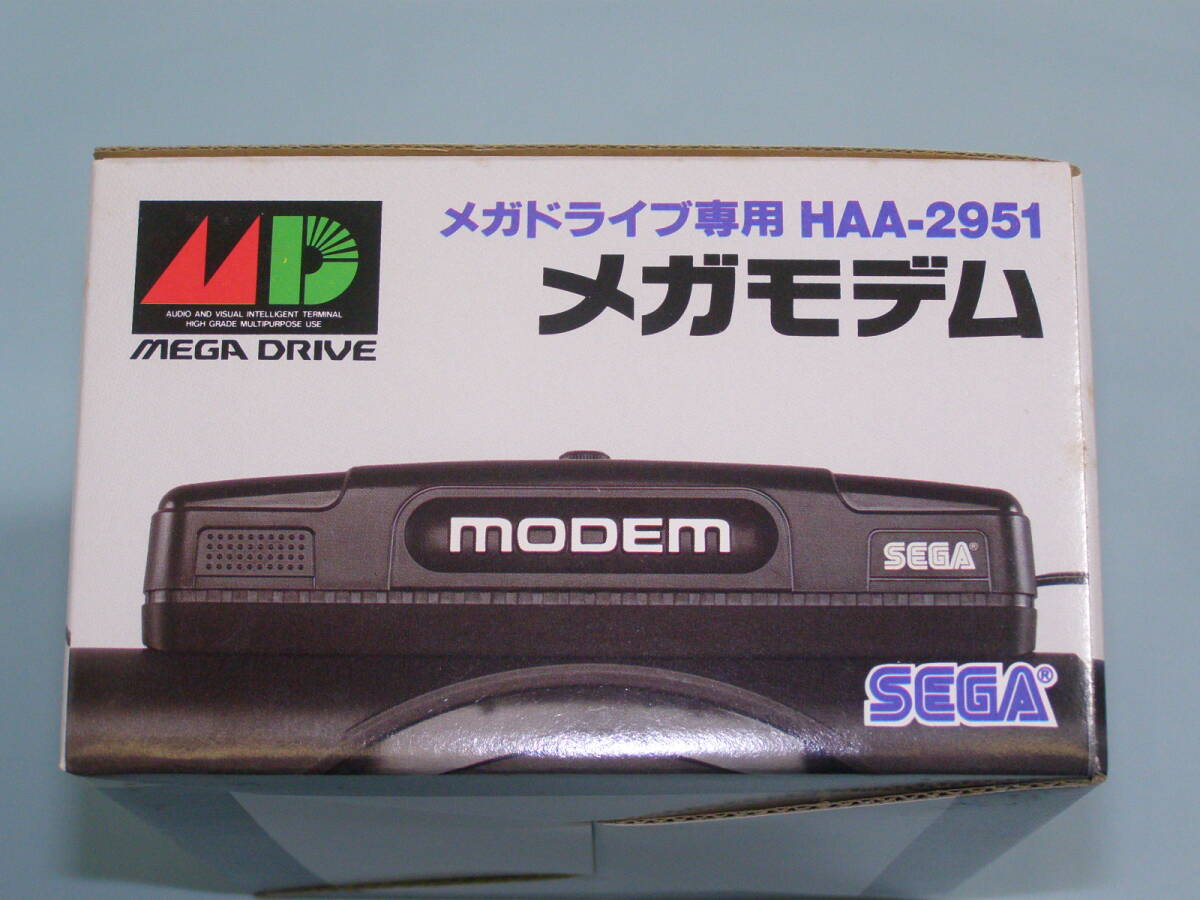 MD
AUDIO AND VISUAL INTELLIGENT TERMINAL
HIGH GRADE MULTIPURPOSE USE
MEGA DRIVE
メガドライブ専用 HAA-2951
メガモデム
MODEM
SEGA®
SEGA®